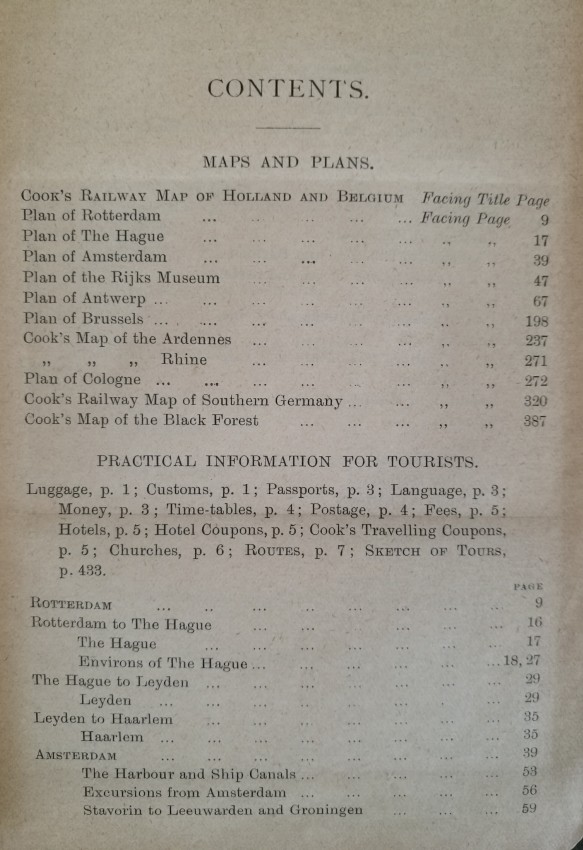 CONTENTS.
MAPS AND PLANS.
COOK'S RAILWAY MAP OF HOLLAND AND BELGIUM Facing Title Page
Plan of Rotterdam ... .. .. ... ... Facing Page 9
Plan of The Hague ... ... ... ... ... ,, ,, 17
Plan of Amsterdam ... ... ... ... ... ,, ,, 39
Plan of the Rijks Museum ... ... ... ... ,, ,, 47
Plan of Antwerp ... ... ... ... ... ... ,, ,, 67
Plan of Brussels ... ... ... ... ... ... ,, ,, 198
Cook's Map of the Ardennes ... ... ... ... ,, ,, 237
,, ,, ,, Rhine ... ... ... ... ,, ,, 271
Plan of Cologne ... ... ... ... ... ... ,, ,, 272
Cook's Railway Map of Southern Germany ... ... ,, ,, 320
Cook's Map of the Black Forest ... ... ... ,, ,, 387
PRACTICAL INFORMATION FOR TOURISTS.
Luggage, p. 1; Customs, p. 1; Passports, p. 3; Language, p. 3;
Money, p. 3; Time-tables, p. 4; Postage, p. 4; Fees, p. 5;
Hotels, p. 5; Hotel Coupons, p. 5; Cook's Travelling Coupons,
p. 5; Churches, p. 6; ROUTES, p. 7; SKETCH OF TOURS,
p. 433.
PAGE
ROTTERDAM ... .. ... .. ... ... ... ... 9
Rotterdam to The Hague ... ... ... ... ... ... 16
The Hague ... ... ... ... ... ... ... 17
Environs of The Hague ... ... ... ... ... ... 18, 27
The Hague to Leyden ... ... ... ... ... ... ... 29
Leyden ... ... ... ... ... ... ... ... 29
Leyden to Haarlem ... ... ... ... ... ... ... 35
Haarlem ... ... ... ... ... ... ... ... 35
AMSTERDAM ... ... ... ... ... ... ... ... 39
The Harbour and Ship Canals ... ... ... ... ... 53
Excursions from Amsterdam ... ... ... ... ... 56
Stavorin to Leeuwarden and Groningen ... ... ... 59